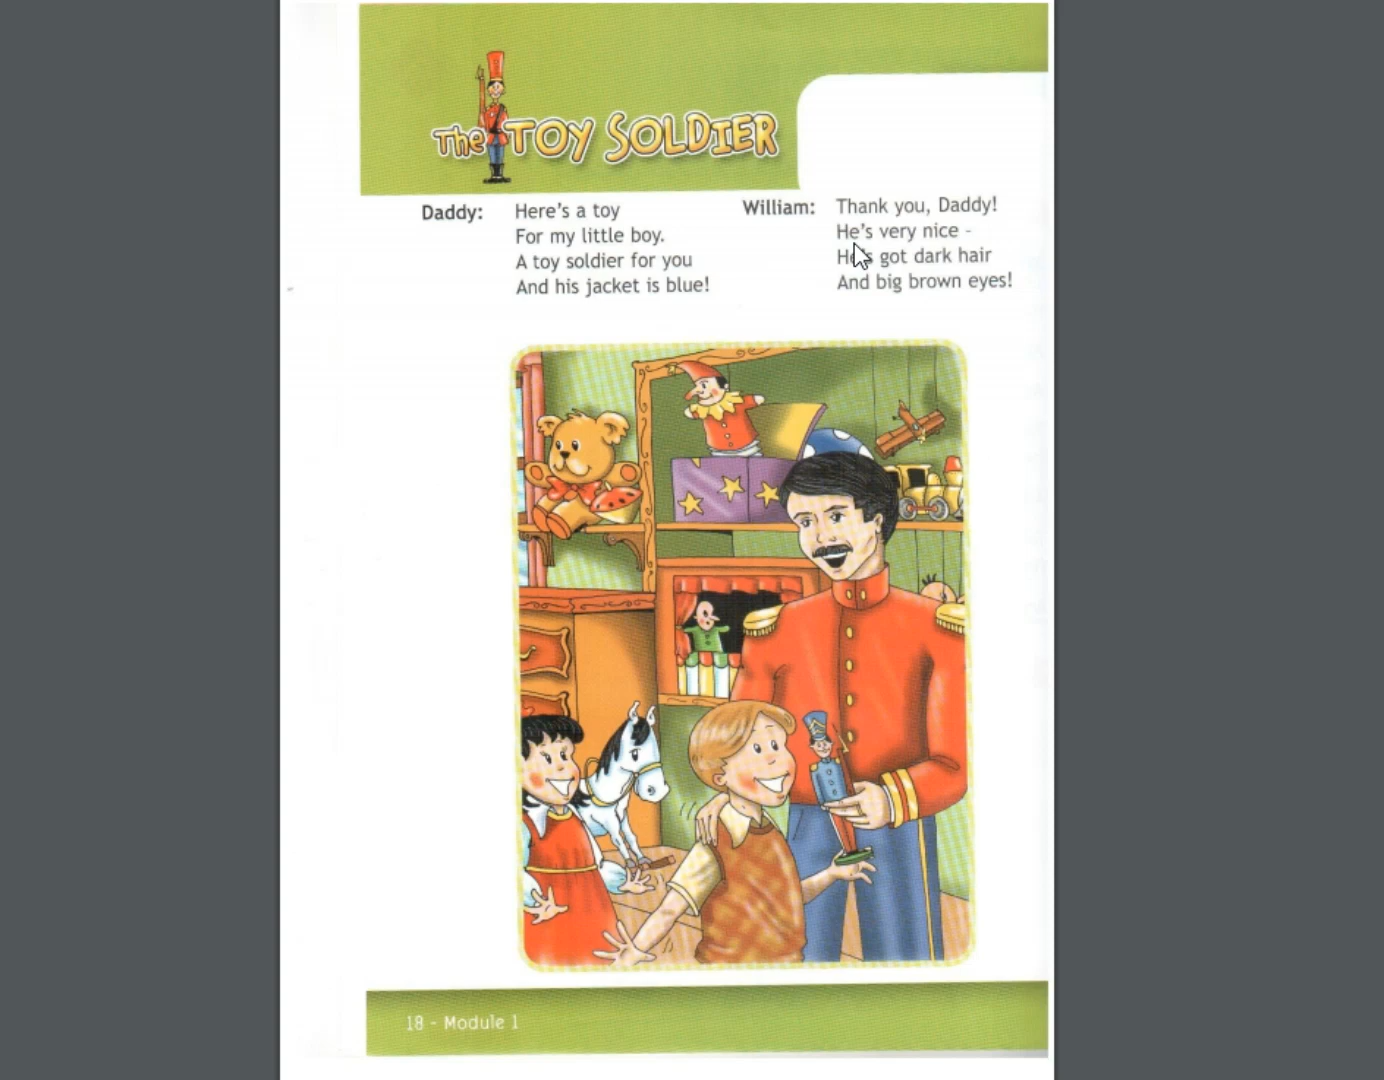 The TOY SOLDIER
Daddy: Here's a toy
For my little boy.
A toy soldier for you
And his jacket is blue!
William: Thank you, Daddy!
He's very nice -
He's got dark hair
And big brown eyes!
18 - Module 1